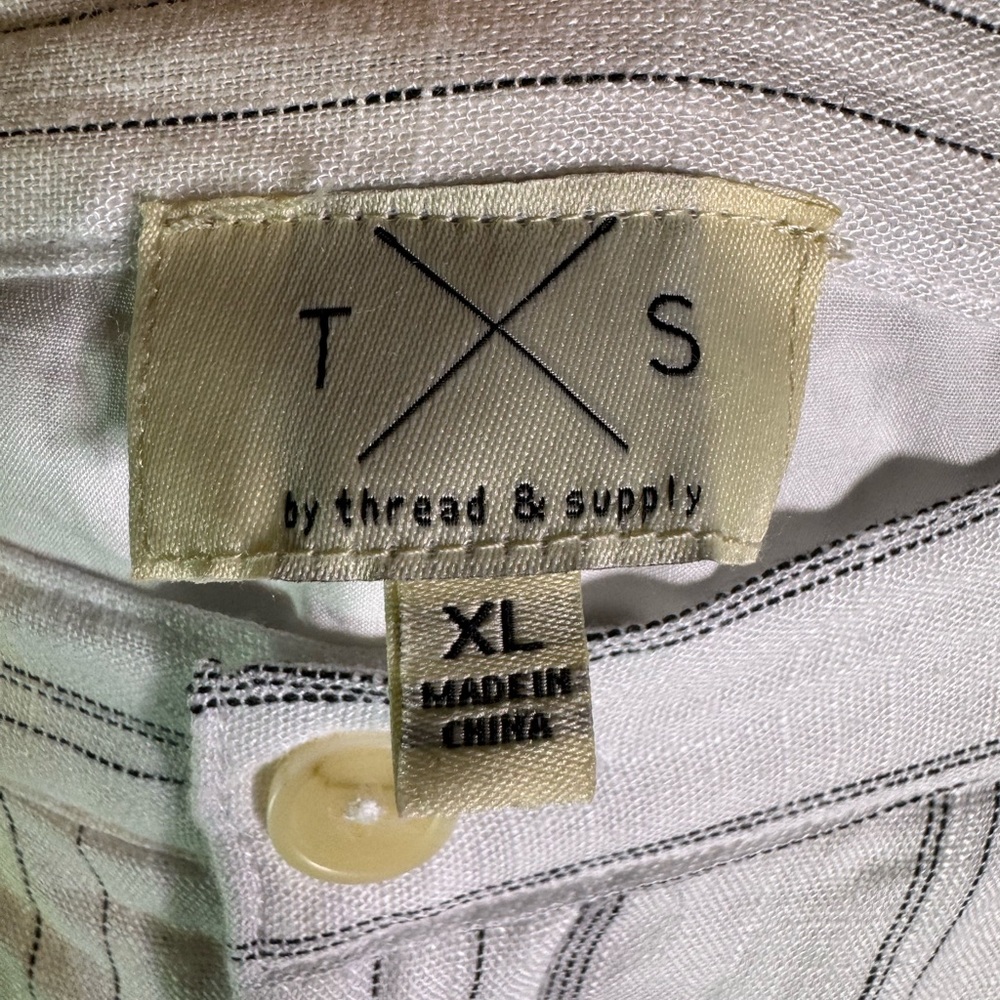 T X S
by thread & supply
XL
MADE IN
CHINA